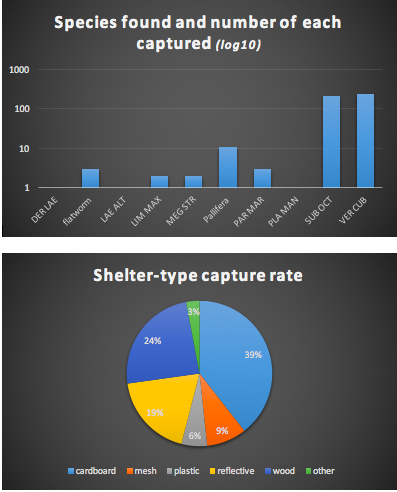 Species found and number of each
captured (log10)
1000
100
10
1
DER LAE
flatworm
LAE ALT
LIM MAX
MEG STR
Pallifera
PAR MAR
PLA MAN
SUB OCT
VER CUB
Shelter-type capture rate
3%
24%
39%
19%
6%
9%
cardboard mesh plastic reflective wood other